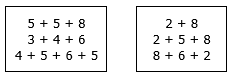 5 + 5 + 8
3 + 4 + 6
4 + 5 + 6 + 5
2 + 8
2 + 5 + 8
8 + 6 + 2